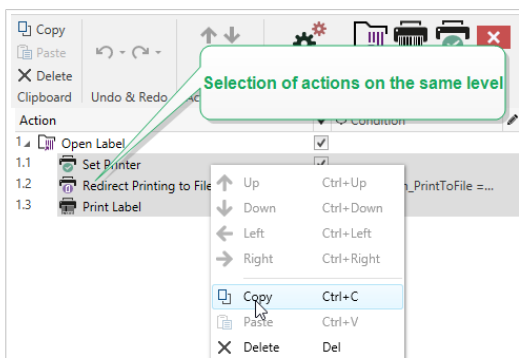 Copy
Paste
Delete
Clipboard Undo & Redo
Selection of actions on the same level
Action Condition
1 Open Label
1.1 Set Printer
1.2 Redirect Printing to File n_PrintToFile =...
1.3 Print Label
Up Ctrl+Up
Down Ctrl+Down
Left Ctrl+Left
Right Ctrl+Right
Copy Ctrl+C
Paste Ctrl+V
Delete Del